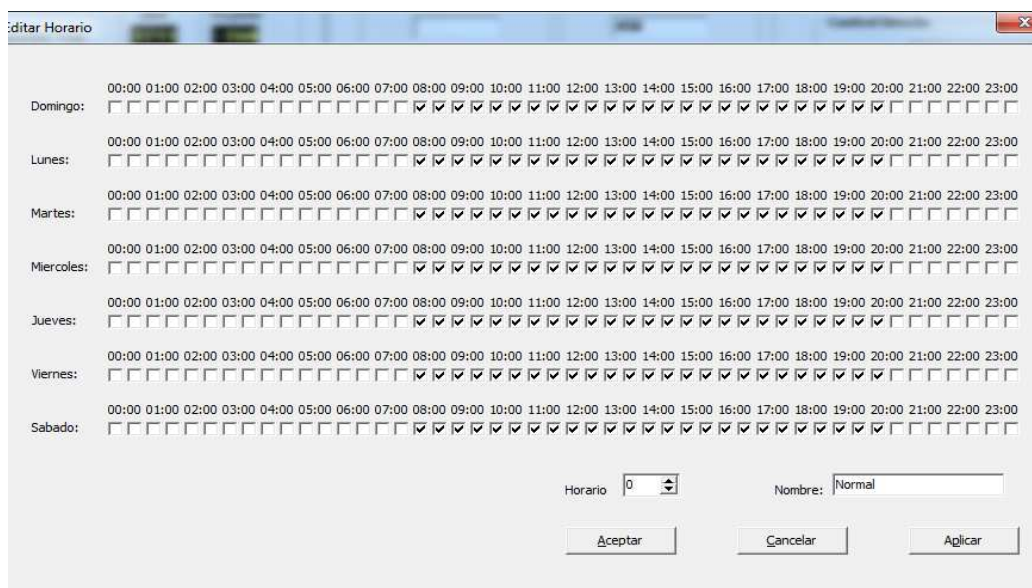 Editar Horario
00:00 01:00 02:00 03:00 04:00 05:00 06:00 07:00 08:00 09:00 10:00 11:00 12:00 13:00 14:00 15:00 16:00 17:00 18:00 19:00 20:00 21:00 22:00 23:00
Domingo:
00:00 01:00 02:00 03:00 04:00 05:00 06:00 07:00 08:00 09:00 10:00 11:00 12:00 13:00 14:00 15:00 16:00 17:00 18:00 19:00 20:00 21:00 22:00 23:00
Lunes:
00:00 01:00 02:00 03:00 04:00 05:00 06:00 07:00 08:00 09:00 10:00 11:00 12:00 13:00 14:00 15:00 16:00 17:00 18:00 19:00 20:00 21:00 22:00 23:00
Martes:
00:00 01:00 02:00 03:00 04:00 05:00 06:00 07:00 08:00 09:00 10:00 11:00 12:00 13:00 14:00 15:00 16:00 17:00 18:00 19:00 20:00 21:00 22:00 23:00
Miercoles:
00:00 01:00 02:00 03:00 04:00 05:00 06:00 07:00 08:00 09:00 10:00 11:00 12:00 13:00 14:00 15:00 16:00 17:00 18:00 19:00 20:00 21:00 22:00 23:00
Jueves:
00:00 01:00 02:00 03:00 04:00 05:00 06:00 07:00 08:00 09:00 10:00 11:00 12:00 13:00 14:00 15:00 16:00 17:00 18:00 19:00 20:00 21:00 22:00 23:00
Viernes:
00:00 01:00 02:00 03:00 04:00 05:00 06:00 07:00 08:00 09:00 10:00 11:00 12:00 13:00 14:00 15:00 16:00 17:00 18:00 19:00 20:00 21:00 22:00 23:00
Sabado:
Horario 0 Nombre: Normal
Aceptar Cancelar Aplicar